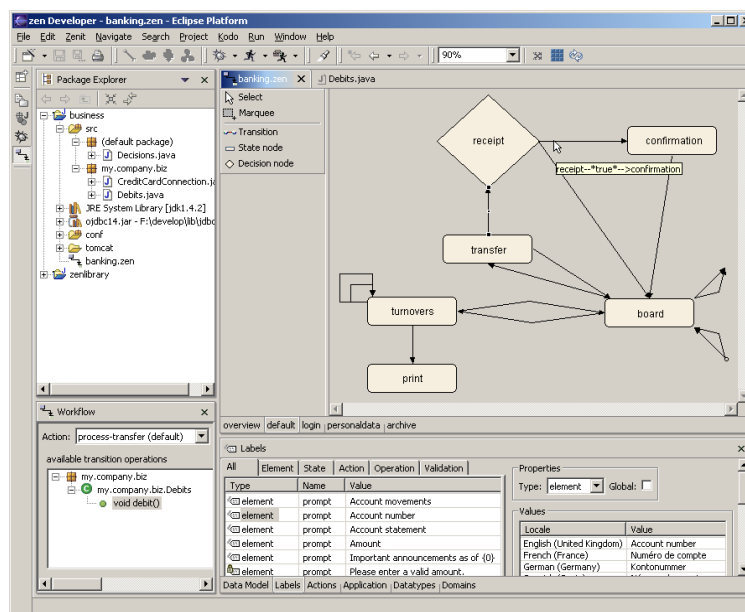 zen Developer - banking.zen - Eclipse Platform
File Edit Zenit Navigate Search Project Kodo Run Window Help
90%
Package Explorer
business
src
(default package)
Decisions.java
my.company.biz
CreditCardConnection.ja
Debits.java
JRE System Library [jdk1.4.2]
ojdbc14.jar - F:\develop\lib\jdbc
conf
tomcat
banking.zen
zenlibrary
banking.zen Debits.java
Select
Marquee
Transition
State node
Decision node
receipt
confirmation
receipt--"true"-->confirmation
transfer
turnovers
board
print
overview default login personaldata archive
Workflow
Action: process-transfer (default)
available transition operations
my.company.biz
my.company.biz.Debits
void debit()
Labels
All Element State Action Operation Validation
Type Name Value
element prompt Account movements
element prompt Account number
element prompt Account statement
element prompt Amount
element prompt Important announcements as of {0}
element prompt Please enter a valid amount.
Properties
Type: element Global:
Values
Locale Value
English (United Kingdom) Account number
French (France) Numéro de compte
German (Germany) Kontonummer
Data Model Labels Actions Application Datatypes Domains